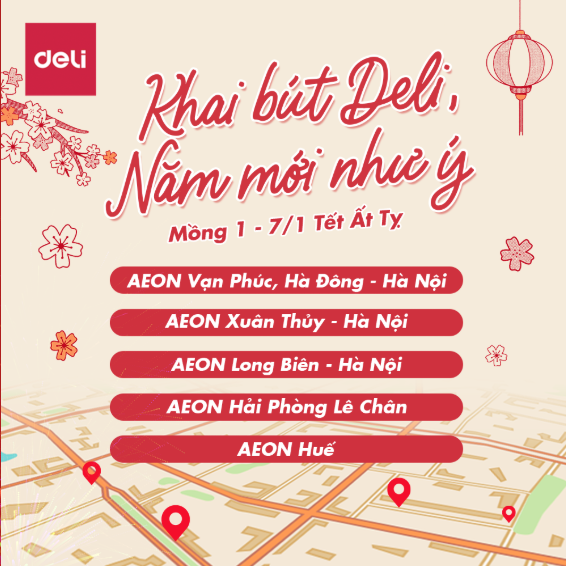 deli
Khai bút Deli,
Năm mới như ý
Mồng 1 - 7/1 Tết Ất Tỵ
AEON Vạn Phúc, Hà Đông - Hà Nội
AEON Xuân Thủy - Hà Nội
AEON Long Biên - Hà Nội
AEON Hải Phòng Lê Chân
AEON Huế